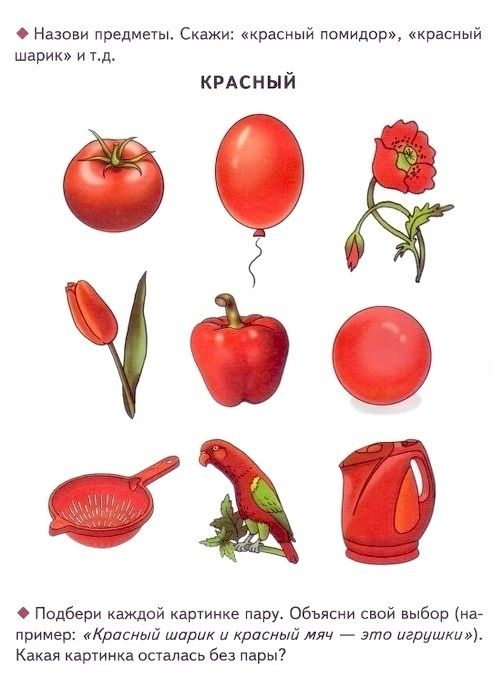 ◆ Назови предметы. Скажи: «красный помидор», «красный
шарик» и т.д.
КРАСНЫЙ
◆ Подбери каждой картинке пару. Объясни свой выбор (на-
пример: «Красный шарик и красный мяч — это игрушки»).
Какая картинка осталась без пары?